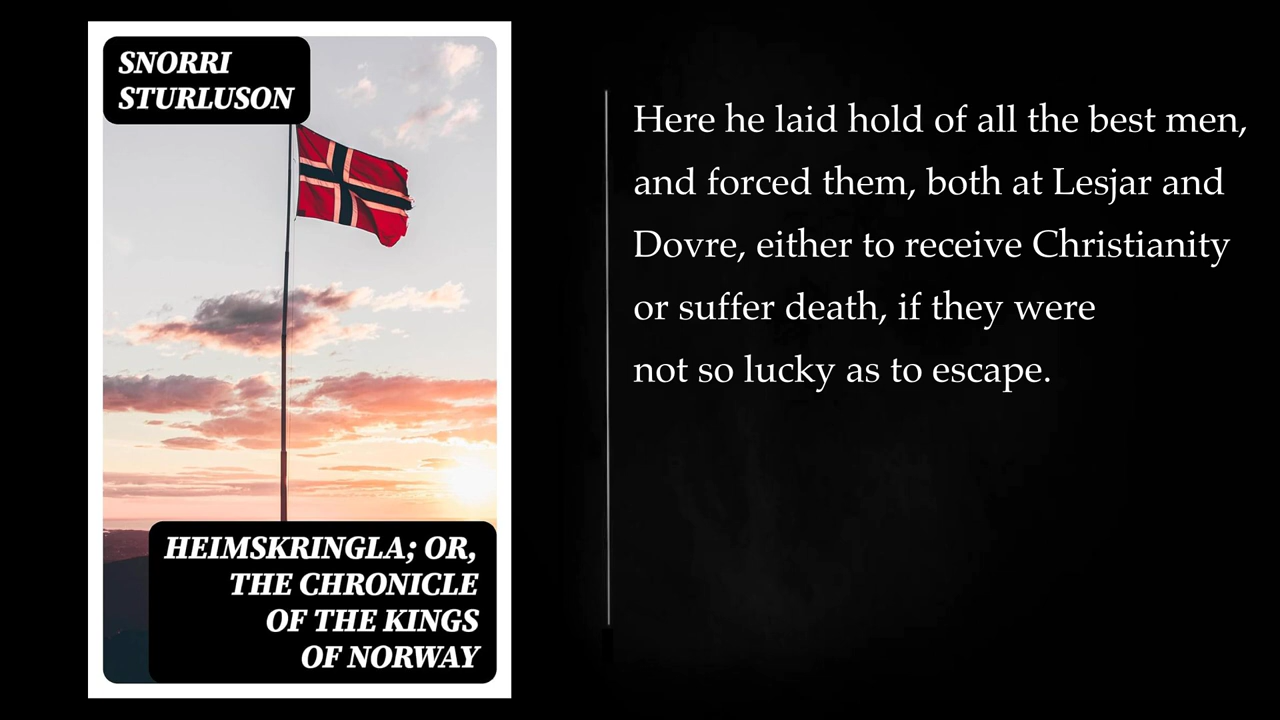 SNORRI
STURLUSON
HEIMSKRINGLA; OR,
THE CHRONICLE
OF THE KINGS
OF NORWAY
Here he laid hold of all the best men,
and forced them, both at Lesjar and
Dovre, either to receive Christianity
or suffer death, if they were
not so lucky as to escape.